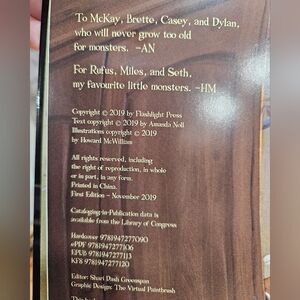 To McKay, Brette, Casey, and Dylan,
who will never grow too old
for monsters. –AN
For Rufus, Miles, and Seth,
my favourite little monsters. –HM
Copyright © 2019 by Flashlight Press
Text copyright © 2019 by Amanda Noll
Illustrations copyright © 2019
by Howard McWilliam
All rights reserved, including
the right of reproduction, in whole
or in part, in any form.
Printed in China.
First Edition – November 2019
Cataloging-in-Publication data is
available from the Library of Congress
Hardcover 9781947277090
ePDF 9781947277106
EPUB 9781947277113
KF8 9781947277120
Editor: Shari Dash Greenspan
Graphic Design: The Virtual Paintbrush